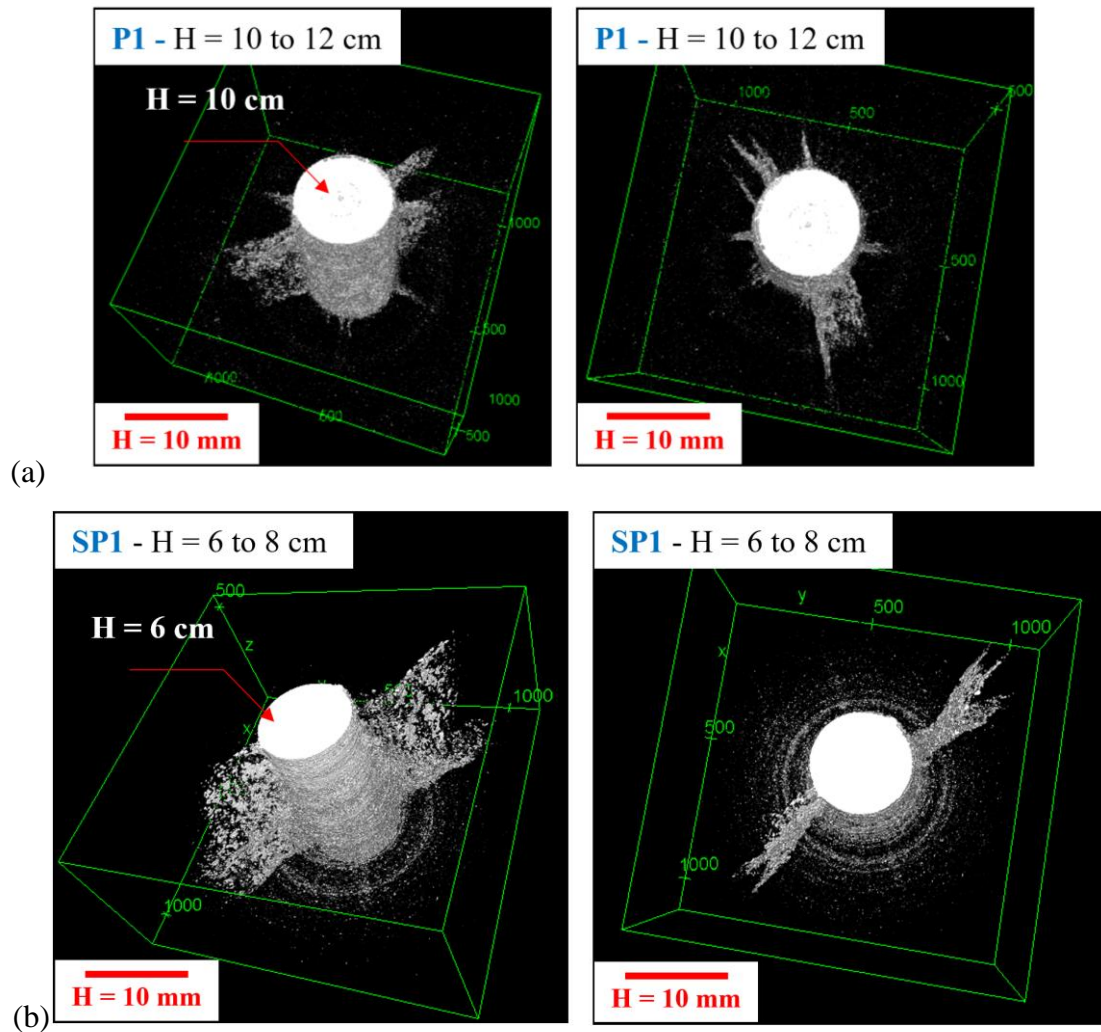 P1 - H = 10 to 12 cm
H = 10 cm
1000
500
1000
500
1000
500
H = 10 mm
P1 - H = 10 to 12 cm
1000
500
500
500
1000
H = 10 mm
(a)
SP1 - H = 6 to 8 cm
500
H = 6 cm
z
x
1000
1000
H = 10 mm
SP1 - H = 6 to 8 cm
y
500
1000
x
500
1000
H = 10 mm
(b)